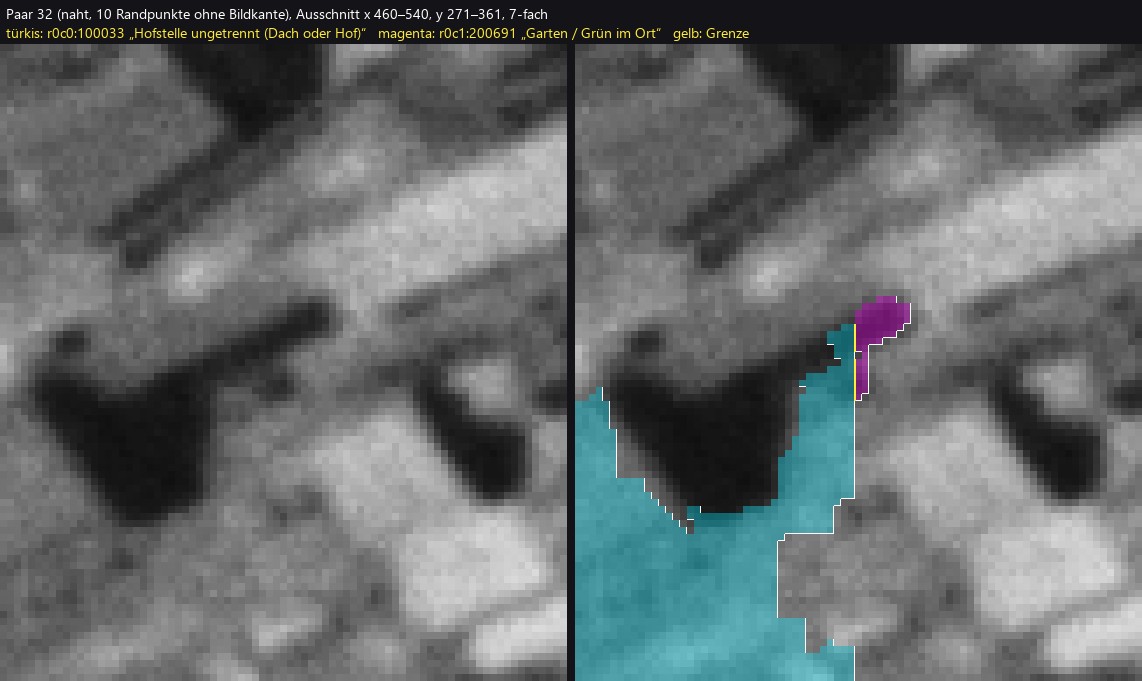 Paar 32 (naht, 10 Randpunkte ohne Bildkante), Ausschnitt x 460–540, y 271–361, 7-fach
türkis: r0c0:100033 „Hofstelle ungetrennt (Dach oder Hof)“ magenta: r0c1:200691 „Garten / Grün im Ort“ gelb: Grenze